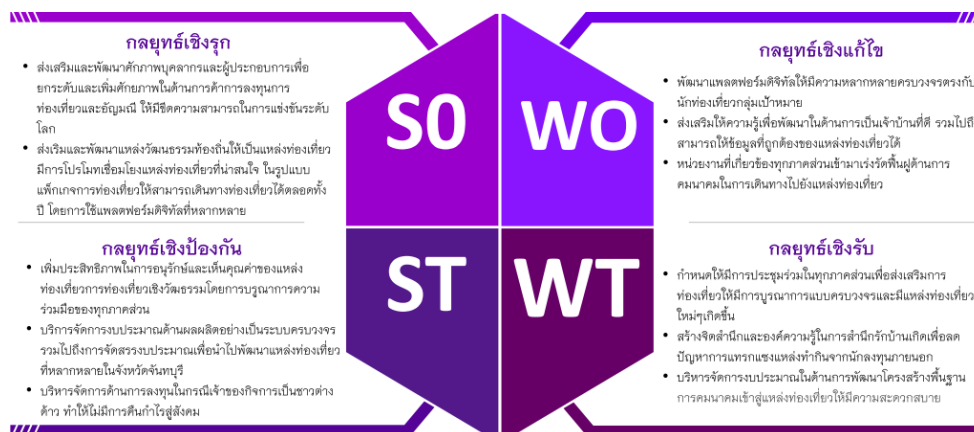 กลยุทธ์เชิงรุก
• ส่งเสริมและพัฒนาศักภาพบุคลากรและผู้ประกอบการเพื่อ
ยกระดับและเพิ่มศักยภาพในด้านการค้าการลงทุนการ
ท่องเที่ยวและอัญมณี ให้มีขีดความสามารถในการแข่งขันระดับ
โลก
• ส่งเริมและพัฒนาแหล่งวัฒนธรรมท้องถิ่นให้เป็นแหล่งท่องเที่ยว
มีการโปรโมทเชื่อมโยงแหล่งท่องเที่ยวที่น่าสนใจ ในรูปแบบ
แพ็กเกจการท่องเที่ยวให้สามารถเดินทางท่องเที่ยวได้ตลอดทั้ง
ปี โดยการใช้แพลตฟอร์มดิจิทัลที่หลากหลาย
S0
WO
กลยุทธ์เชิงแก้ไข
• พัฒนาแพลตฟอร์มดิจิทัลให้มีความหลากหลายครบวงจรตรงกับ
นักท่องเที่ยวกลุ่มเป้าหมาย
• ส่งเสริมให้ความรู้เพื่อพัฒนาในด้านการเป็นเจ้าบ้านที่ดี รวมไปถึง
สามารถให้ข้อมูลที่ถูกต้องของแหล่งท่องเที่ยวได้
• หน่วยงานที่เกี่ยวข้องทุกภาคส่วนเข้ามาเร่งรัดฟื้นฟูด้านการ
คมนาคมในการเดินทางไปยังแหล่งท่องเที่ยว
กลยุทธ์เชิงป้องกัน
• เพิ่มประสิทธิภาพในการอนุรักษ์และเห็นคุณค่าของแหล่ง
ท่องเที่ยวการท่องเที่ยวเชิงวัฒนธรรมโดยการบูรณาการความ
ร่วมมือของทุกภาคส่วน
• บริการจัดการงบประมาณด้านผลผลิตอย่างเป็นระบบครบวงจร
รวมไปถึงการจัดสรรงบประมาณเพื่อนำไปพัฒนาแหล่งท่องเที่ยว
ที่หลากหลายในจังหวัดจันทบุรี
• บริหารจัดการด้านการลงทุนในกรณีเจ้าของกิจการเป็นชาวต่าง
ด้าว ทำให้ไม่มีการคืนกำไรสู่สังคม
ST
WT
กลยุทธ์เชิงรับ
• กำหนดให้มีการประชุมร่วมในทุกภาคส่วนเพื่อส่งเสริมการ
ท่องเที่ยวให้มีการบูรณาการแบบครบวงจรและมีแหล่งท่องเที่ยว
ใหม่ๆเกิดขึ้น
• สร้างจิตสำนึกและองค์ความรู้ในการสำนึกรักบ้านเกิดเพื่อลด
ปัญหาการแทรกแซงแหล่งทำกินจากนักลงทุนภายนอก
• บริหารจัดการงบประมาณในด้านการพัฒนาโครงสร้างพื้นฐาน
การคมนาคมเข้าสู่แหล่งท่องเที่ยวให้มีความสะดวกสบาย